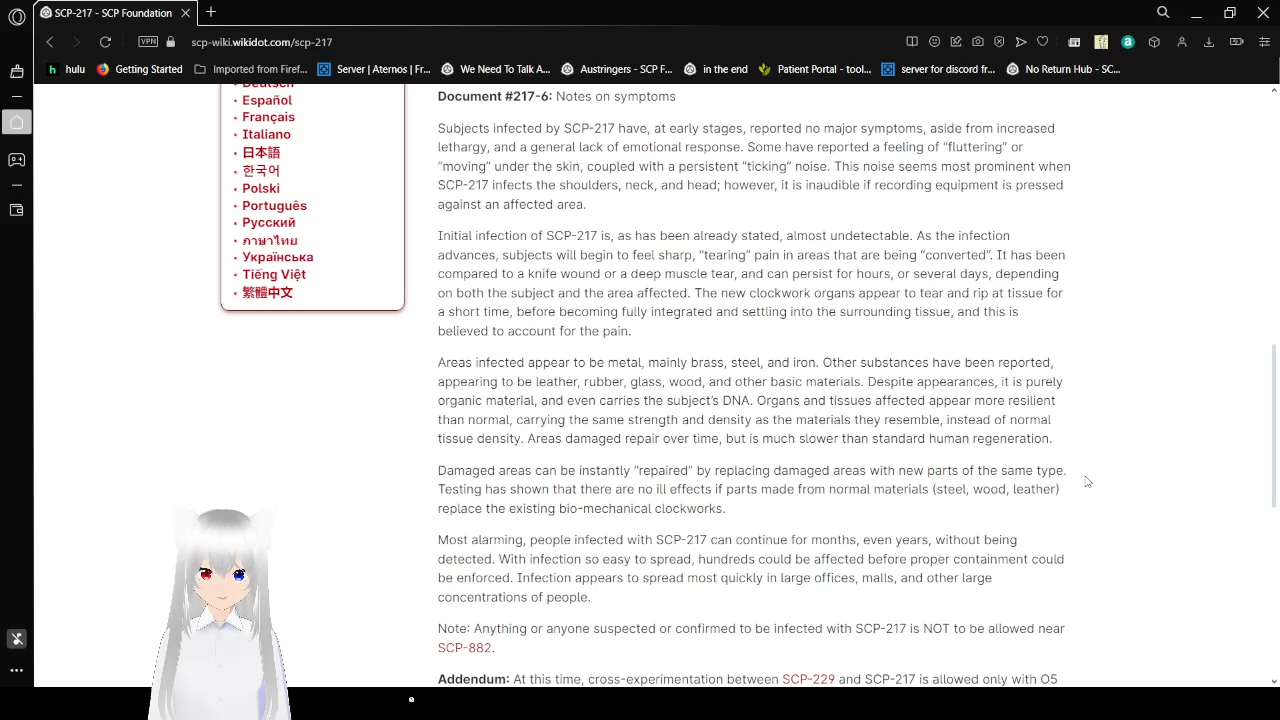 SCP-217 - SCP Foundation
VPN
scp-wiki.wikidot.com/scp-217
hulu
Getting Started
Imported from Firef...
Server | Aternos | Fr...
We Need To Talk A...
Austringers - SCP F...
in the end
Patient Portal - tool...
server for discord fr...
No Return Hub - SC...
Deutsch
Español
Français
Italiano
日本語
한국어
Polski
Português
Русский
ภาษาไทย
Українська
Tiếng Việt
繁體中文
Document #217-6: Notes on symptoms
Subjects infected by SCP-217 have, at early stages, reported no major symptoms, aside from increased
lethargy, and a general lack of emotional response. Some have reported a feeling of “fluttering” or
“moving” under the skin, coupled with a persistent “ticking” noise. This noise seems most prominent when
SCP-217 infects the shoulders, neck, and head; however, it is inaudible if recording equipment is pressed
against an affected area.
Initial infection of SCP-217 is, as has been already stated, almost undetectable. As the infection
advances, subjects will begin to feel sharp, “tearing” pain in areas that are being “converted”. It has been
compared to a knife wound or a deep muscle tear, and can persist for hours, or several days, depending
on both the subject and the area affected. The new clockwork organs appear to tear and rip at tissue for
a short time, before becoming fully integrated and settling into the surrounding tissue, and this is
believed to account for the pain.
Areas infected appear to be metal, mainly brass, steel, and iron. Other substances have been reported,
appearing to be leather, rubber, glass, wood, and other basic materials. Despite appearances, it is purely
organic material, and even carries the subject's DNA. Organs and tissues affected appear more resilient
than normal, carrying the same strength and density as the materials they resemble, instead of normal
tissue density. Areas damaged repair over time, but is much slower than standard human regeneration.
Damaged areas can be instantly “repaired” by replacing damaged areas with new parts of the same type.
Testing has shown that there are no ill effects if parts made from normal materials (steel, wood, leather)
replace the existing bio-mechanical clockworks.
Most alarming, people infected with SCP-217 can continue for months, even years, without being
detected. With infection so easy to spread, hundreds could be affected before proper containment could
be enforced. Infection appears to spread most quickly in large offices, malls, and other large
concentrations of people.
Note: Anything or anyone suspected or confirmed to be infected with SCP-217 is NOT to be allowed near
SCP-882.
Addendum: At this time, cross-experimentation between SCP-229 and SCP-217 is allowed only with O5